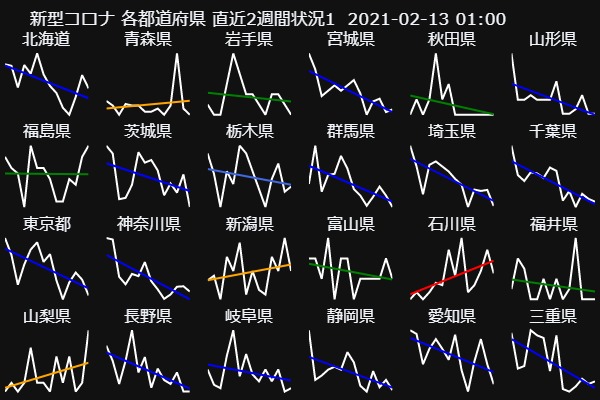 新型コロナ 各都道府県 直近2週間状況1 2021-02-13 01:00
北海道 青森県 岩手県 宮城県 秋田県 山形県
福島県 茨城県 栃木県 群馬県 埼玉県 千葉県
東京都 神奈川県 新潟県 富山県 石川県 福井県
山梨県 長野県 岐阜県 静岡県 愛知県 三重県